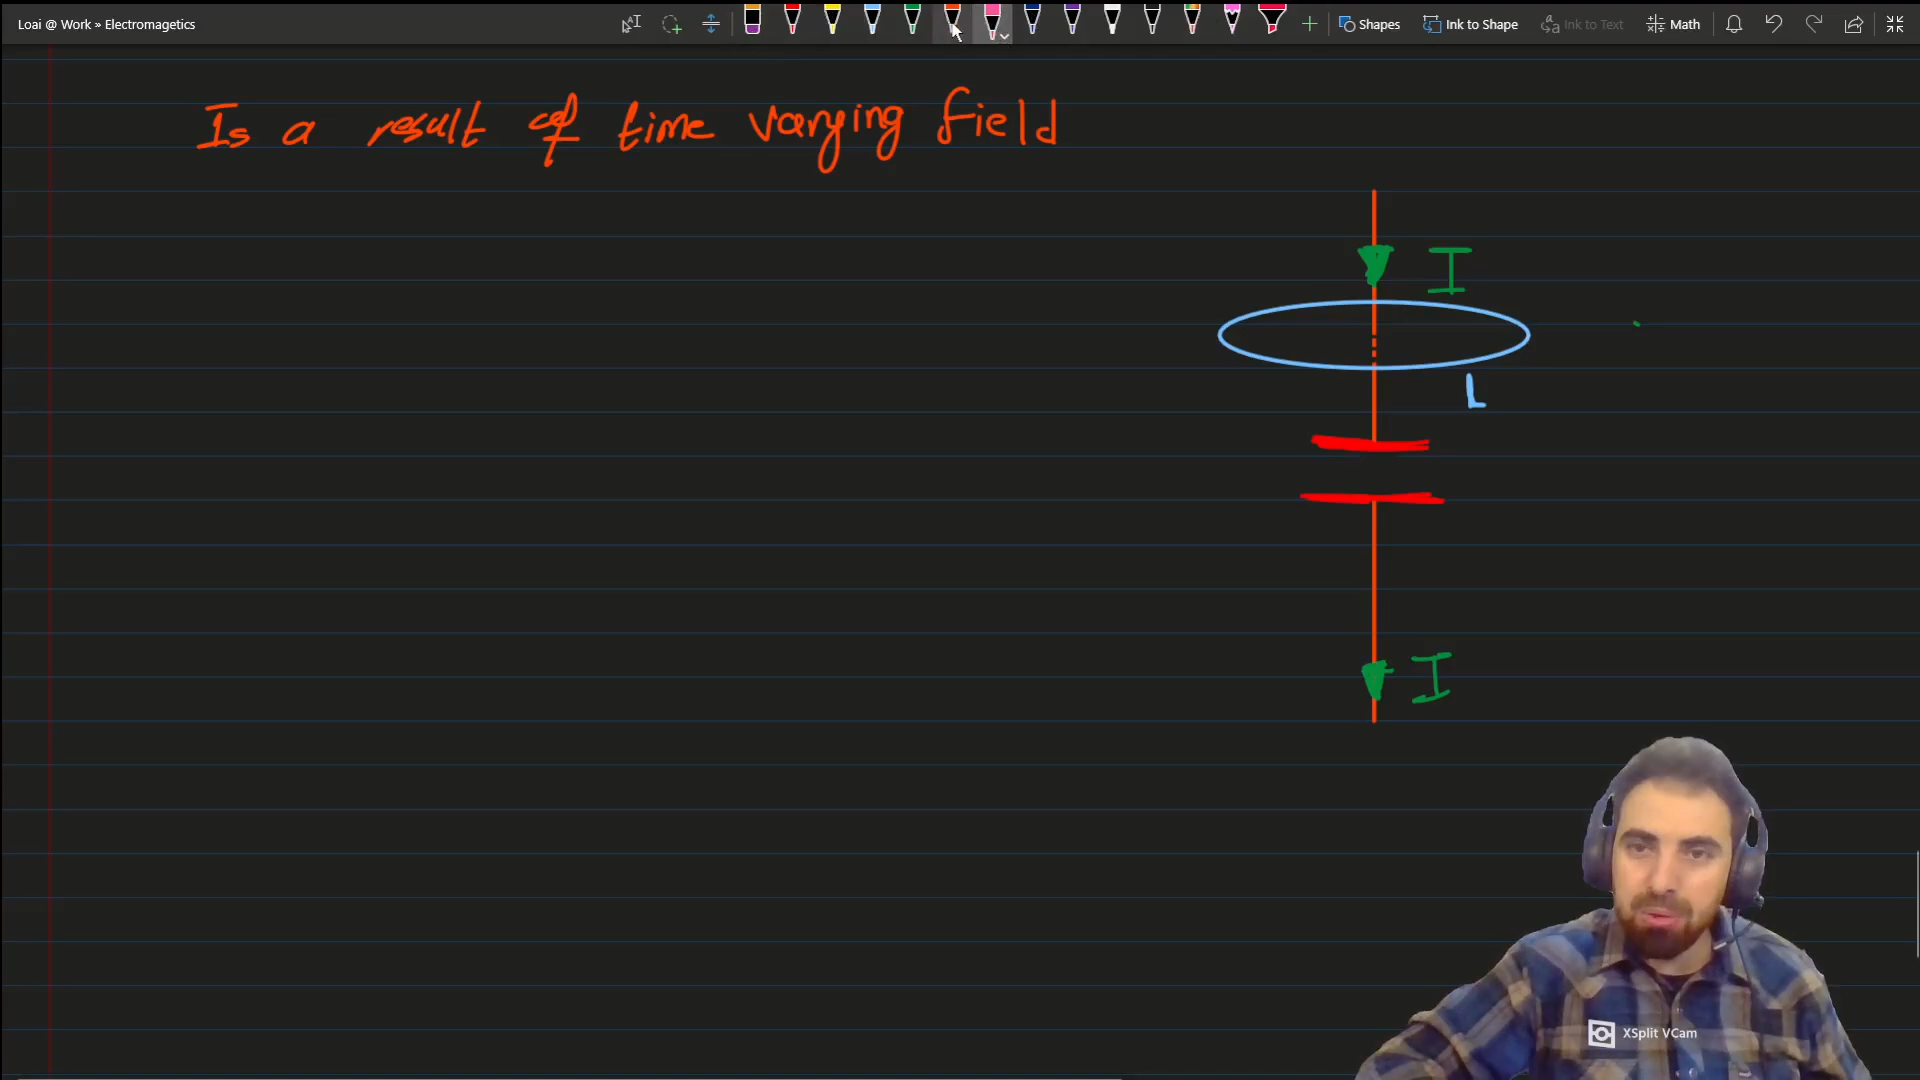 Loai @ Work » Electromagetics
Shapes
Ink to Shape
Ink to Text
Math
Is a result of time varying field
I
L
I
XSplit VCam